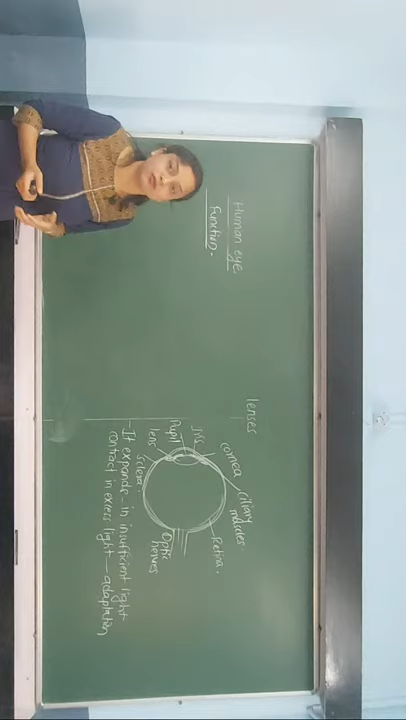 Human eye
Function.
lenses
cornea
ciliary
muscles.
Iris
Pupil
lens
sclera.
Retina.
Optic
nerves
- It expands - in insufficient light
contract in excess light — adaptation